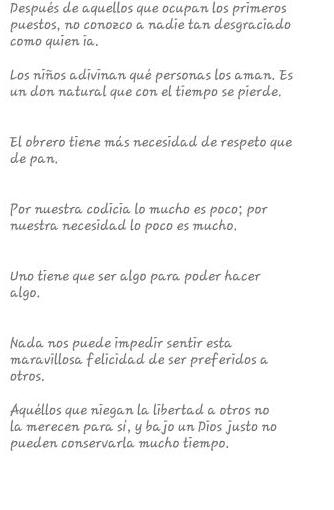 Después de aquellos que ocupan los primeros
puestos, no conozco a nadie tan desgraciado
como quien ia.
Los niños adivinan qué personas los aman. Es
un don natural que con el tiempo se pierde.
El obrero tiene más necesidad de respeto que
de pan.
Por nuestra codicia lo mucho es poco; por
nuestra necesidad lo poco es mucho.
Uno tiene que ser algo para poder hacer
algo.
Nada nos puede impedir sentir esta
maravillosa felicidad de ser preferidos a
otros.
Aquéllos que niegan la libertad a otros no
la merecen para sí, y bajo un Dios justo no
pueden conservarla mucho tiempo.